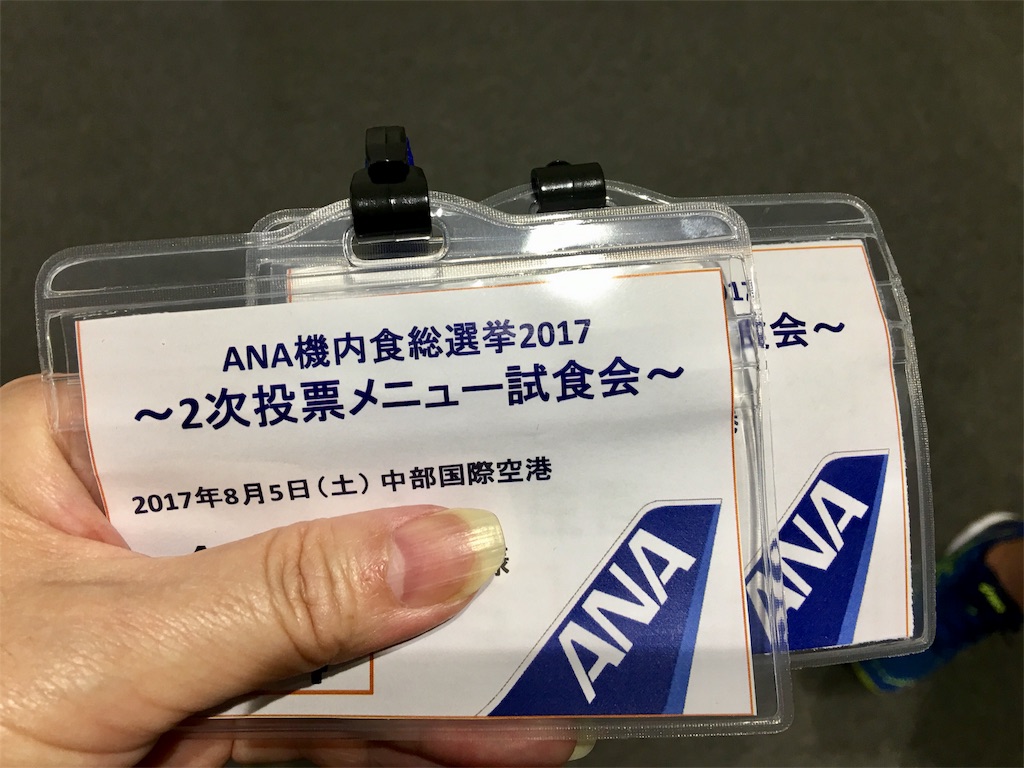 ANA機内食総選挙2017
～2次投票メニュー試食会～
2017年8月5日（土）中部国際空港
様
ANA
会～
ANA